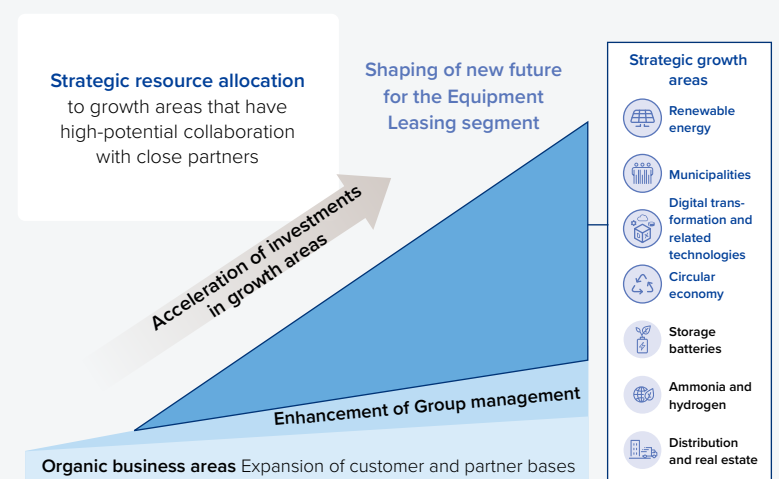 Strategic resource allocation
to growth areas that have
high-potential collaboration
with close partners
Shaping of new future
for the Equipment
Leasing segment
Acceleration of investments
in growth areas
Enhancement of Group management
Organic business areas Expansion of customer and partner bases
Strategic growth
areas
Renewable
energy
Municipalities
Digital trans-
formation and
related
technologies
Circular
economy
Storage
batteries
Ammonia and
hydrogen
Distribution
and real estate